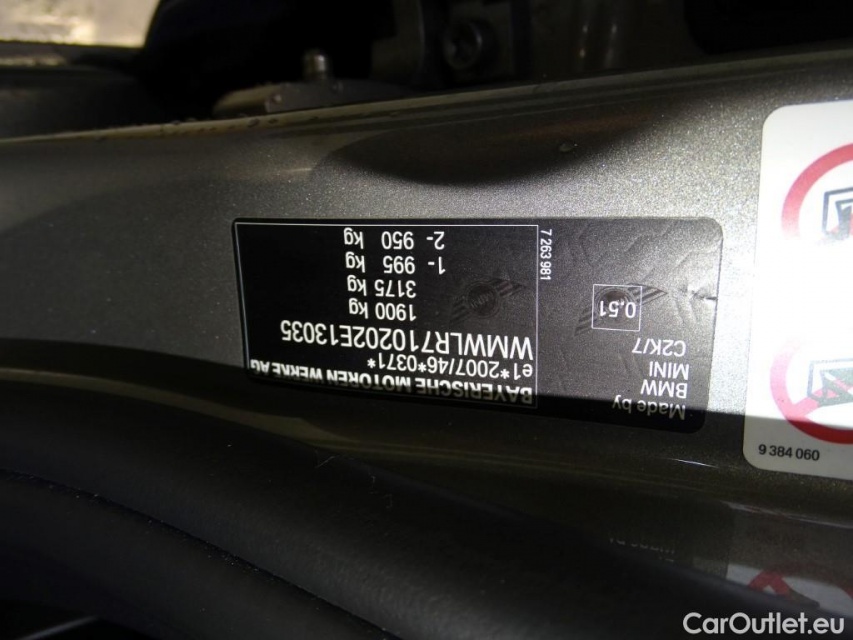 BAYERISCHE MOTOREN WERKE AG
e1*2007/46*0371*
WMWLR710202E13035
1900 kg
3175 kg
1- 995 kg
2- 950 kg
7 263 981
Made by
BMW
MINI
C2K/7
0.51
9 384 060
CarOutlet.eu